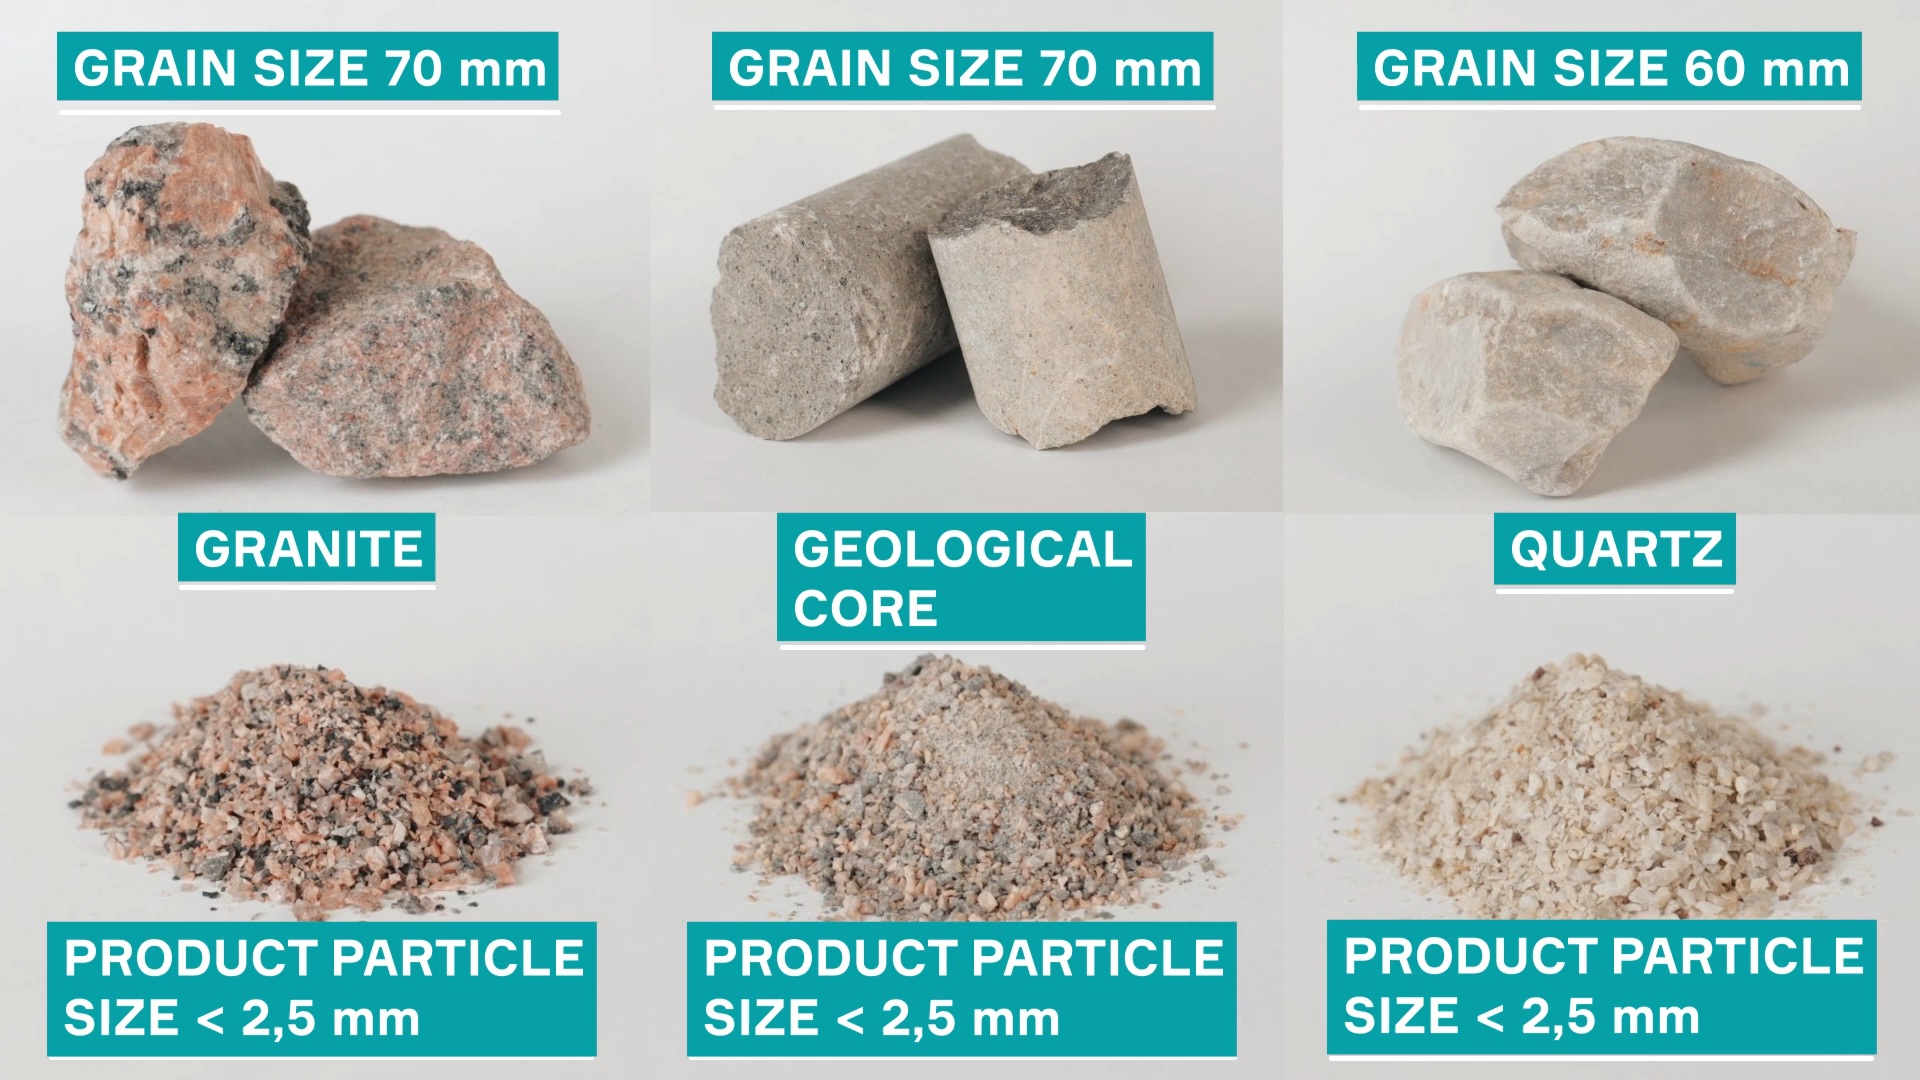 GRAIN SIZE 70 mm
GRAIN SIZE 70 mm
GRAIN SIZE 60 mm
GRANITE
GEOLOGICAL
CORE
QUARTZ
PRODUCT PARTICLE
SIZE < 2,5 mm
PRODUCT PARTICLE
SIZE < 2,5 mm
PRODUCT PARTICLE
SIZE < 2,5 mm